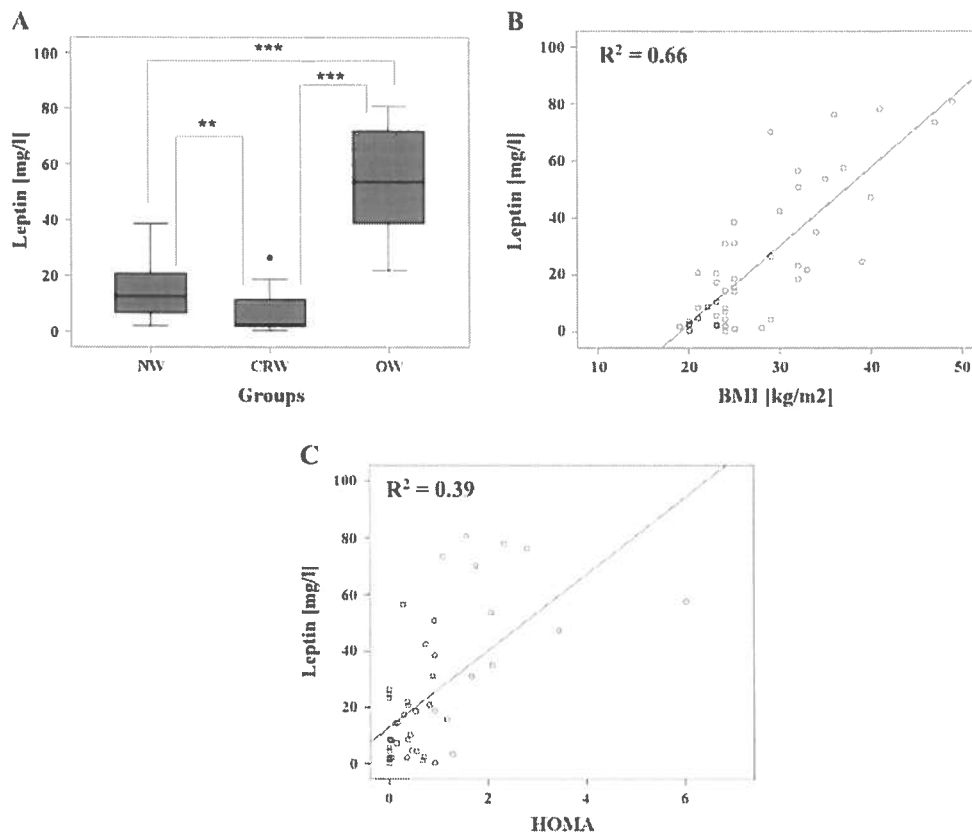 A
Leptin [mg/l]
100
80
60
40
20
0
***
***
**
NW
CRW
OW
Groups
B
R² = 0.66
Leptin [mg/l]
100
80
60
40
20
0
10
20
30
40
50
BMI [kg/m2]
C
R² = 0.39
Leptin [mg/l]
100
80
60
40
20
0
0
2
4
6
HOMA